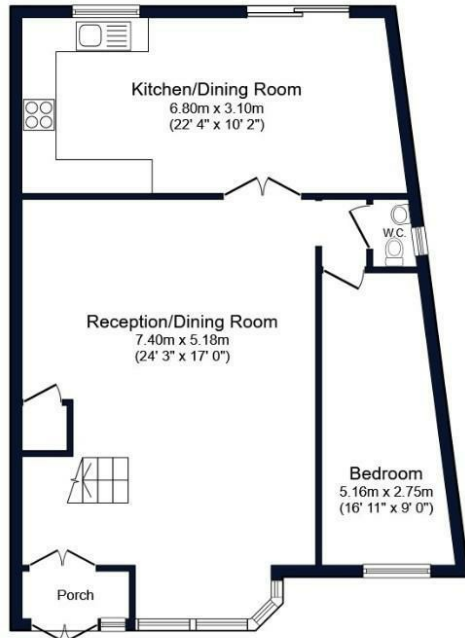 Kitchen/Dining Room
6.80m x 3.10m
(22' 4" x 10' 2")
W.C.
Reception/Dining Room
7.40m x 5.18m
(24' 3" x 17' 0")
Bedroom
5.16m x 2.75m
(16' 11" x 9' 0")
Porch